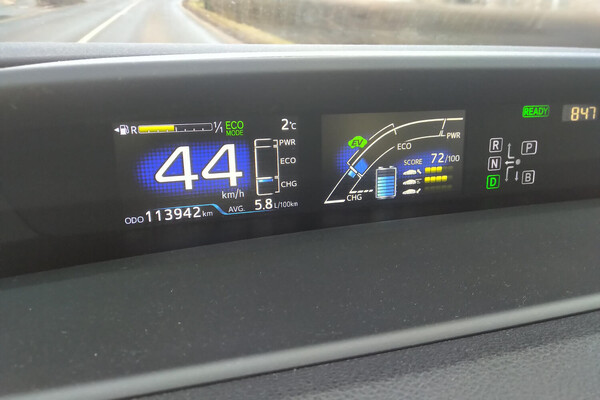 R 1/1 ECO MODE 2°C
44 km/h
PWR
ECO
CHG
ODO 113942 km AVG. 5.8 L/100km
EV ECO PWR
SCORE 72/100
CHG
READY 8:47
R P
N
D B